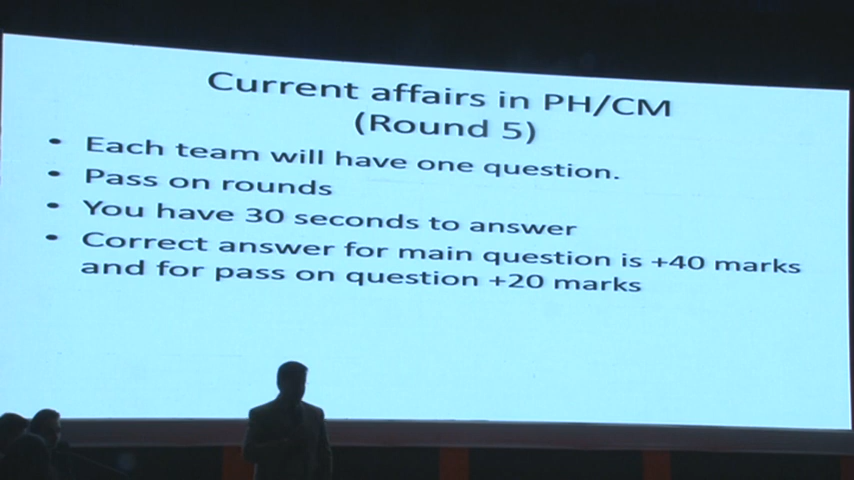 Current affairs in PH/CM
(Round 5)
• Each team will have one question.
• Pass on rounds
• You have 30 seconds to answer
• Correct answer for main question is +40 marks
and for pass on question +20 marks